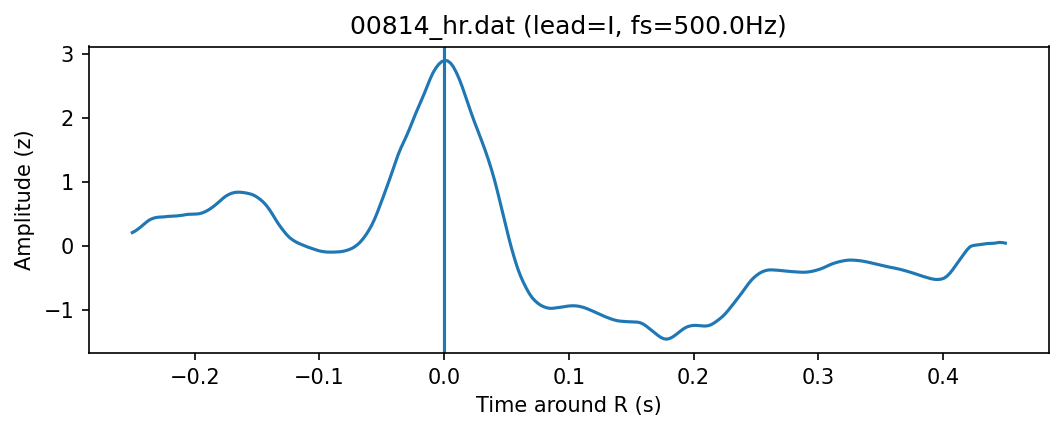 00814_hr.dat (lead=I, fs=500.0Hz)
Amplitude (z)
3
2
1
0
−1
−0.2 −0.1 0.0 0.1 0.2 0.3 0.4
Time around R (s)